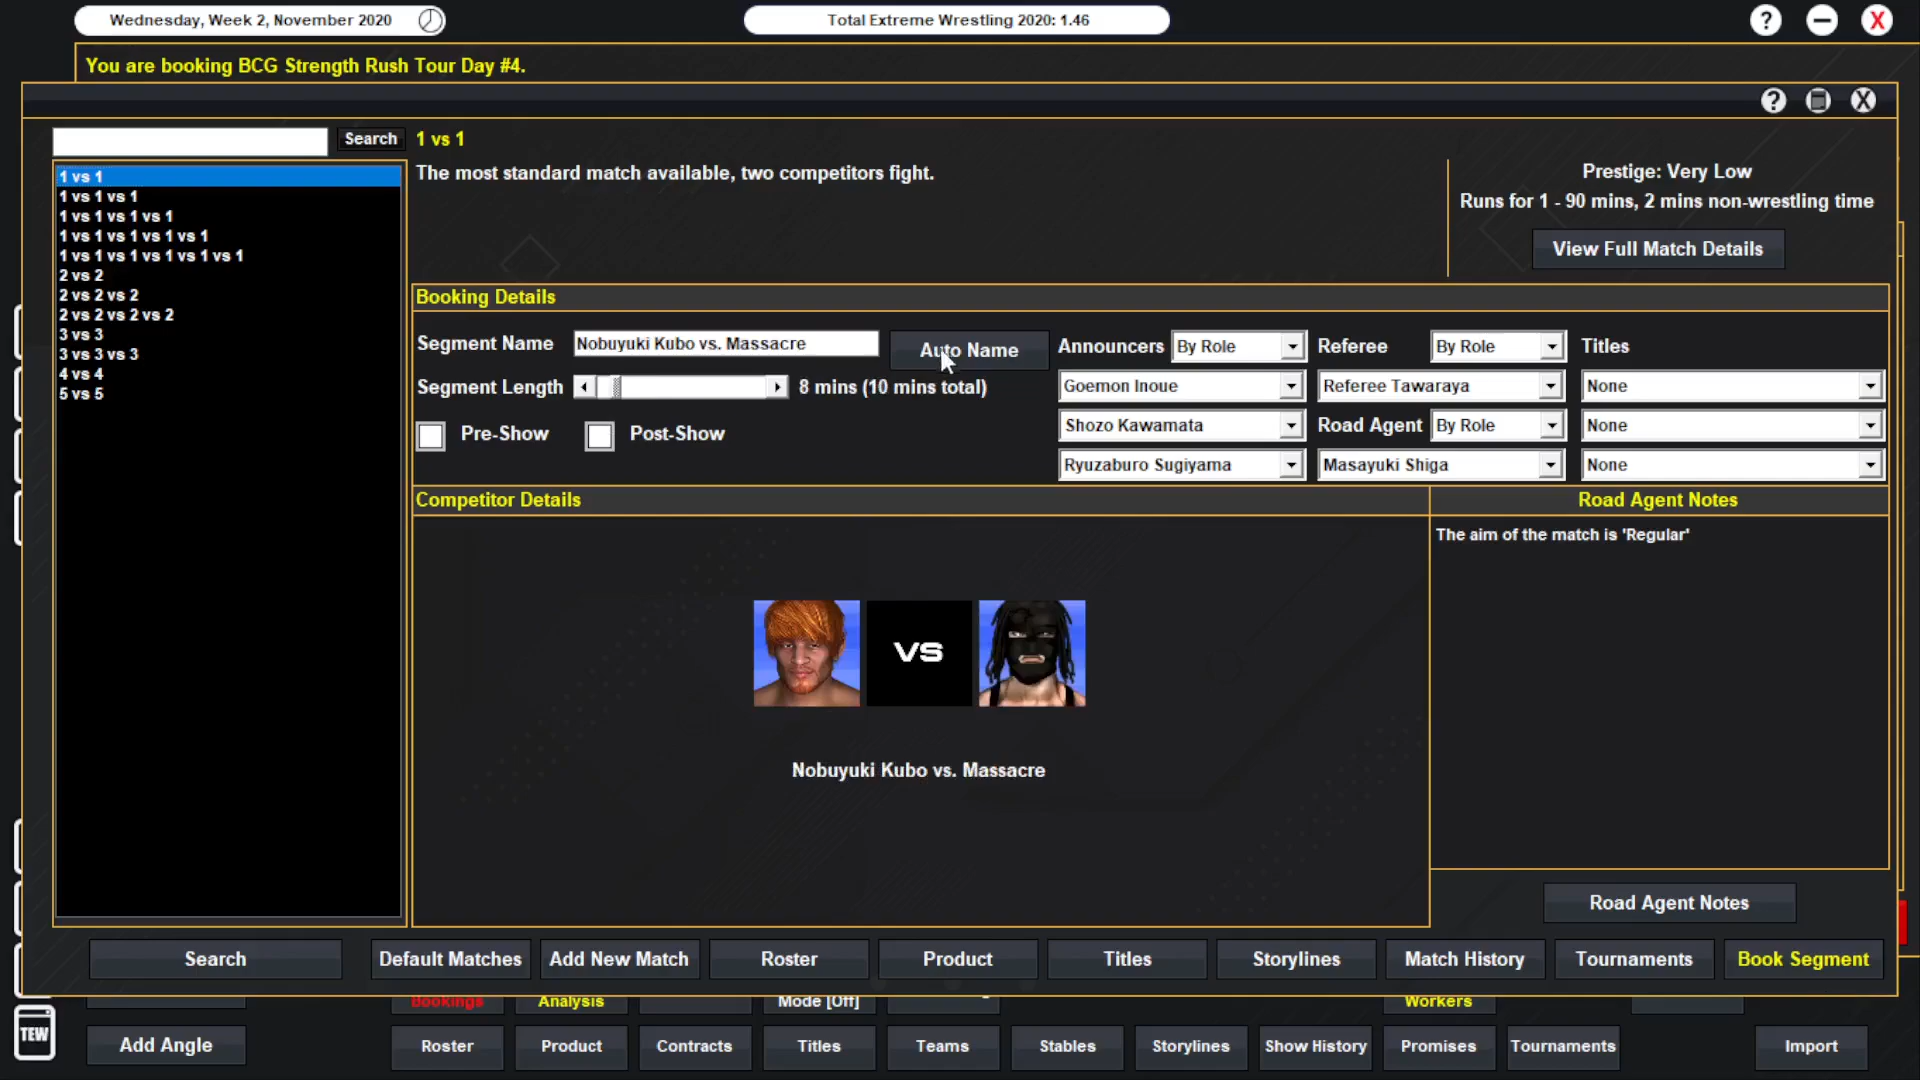 Wednesday, Week 2, November 2020
Total Extreme Wrestling 2020: 1.46
? X
You are booking BCG Strength Rush Tour Day #4.
? X
Search
1 vs 1
The most standard match available, two competitors fight.
Prestige: Very Low
Runs for 1 - 90 mins, 2 mins non-wrestling time
View Full Match Details
1 vs 1
1 vs 1 vs 1
1 vs 1 vs 1 vs 1
1 vs 1 vs 1 vs 1 vs 1
1 vs 1 vs 1 vs 1 vs 1 vs 1
2 vs 2
2 vs 2 vs 2
2 vs 2 vs 2 vs 2
3 vs 3
3 vs 3 vs 3
4 vs 4
5 vs 5
Booking Details
Segment Name Nobuyuki Kubo vs. Massacre Auto Name
Segment Length 8 mins (10 mins total)
Pre-Show Post-Show
Announcers By Role
Goemon Inoue
Shozo Kawamata
Ryuzaburo Sugiyama
Referee By Role
Referee Tawaraya
Road Agent By Role
Masayuki Shiga
Titles
None
None
None
Competitor Details
VS
Nobuyuki Kubo vs. Massacre
Road Agent Notes
The aim of the match is 'Regular'
Road Agent Notes
Search Default Matches Add New Match Roster Product Titles Storylines Match History Tournaments Book Segment
Bookings Analysis Mode [Off] Workers
TEW Add Angle Roster Product Contracts Titles Teams Stables Storylines Show History Promises Tournaments Import